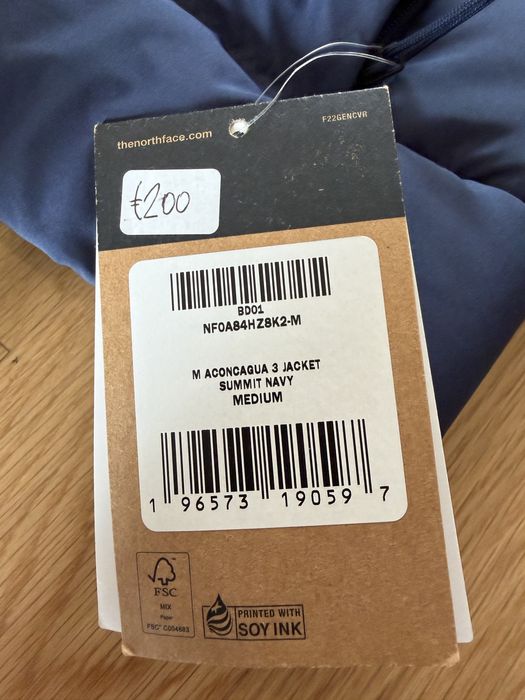 thenorthface.com
F22GENCVR
€200
BD01
NF0A84HZ8K2-M
M ACONCAGUA 3 JACKET
SUMMIT NAVY
MEDIUM
1 96573 19059 7
FSC
MIX
Paper
FSC® C004683
PRINTED WITH
SOY INK